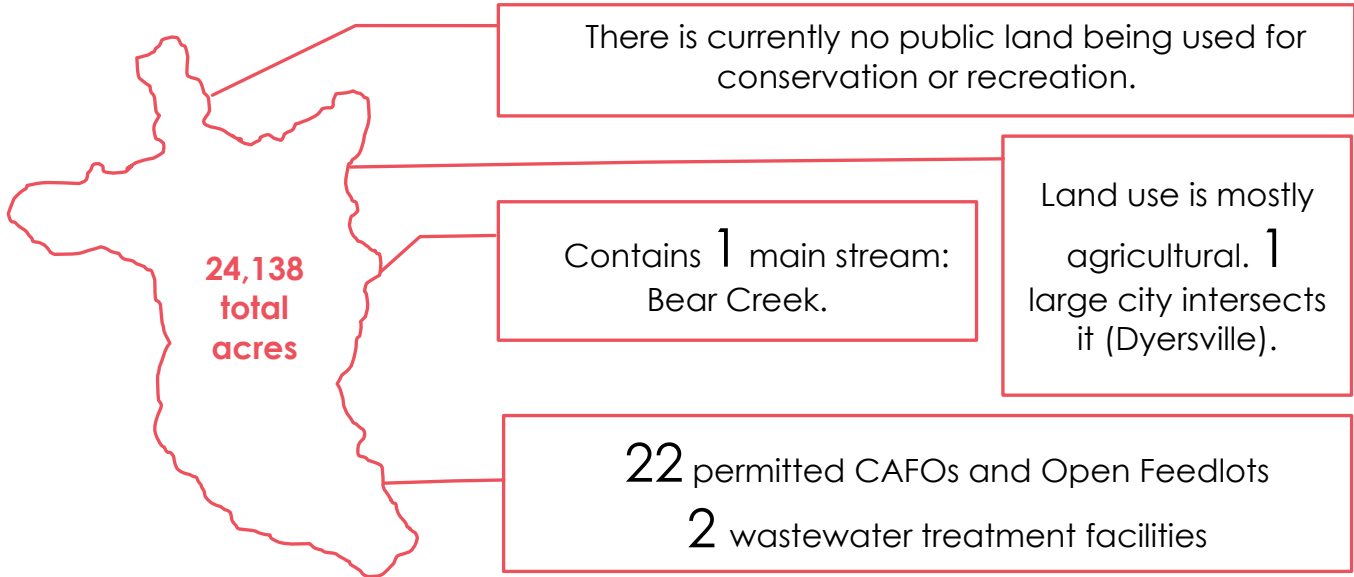 There is currently no public land being used for
conservation or recreation.
Land use is mostly
agricultural. 1
large city intersects
it (Dyersville).
Contains 1 main stream:
Bear Creek.
24,138
total
acres
22 permitted CAFOs and Open Feedlots
2 wastewater treatment facilities